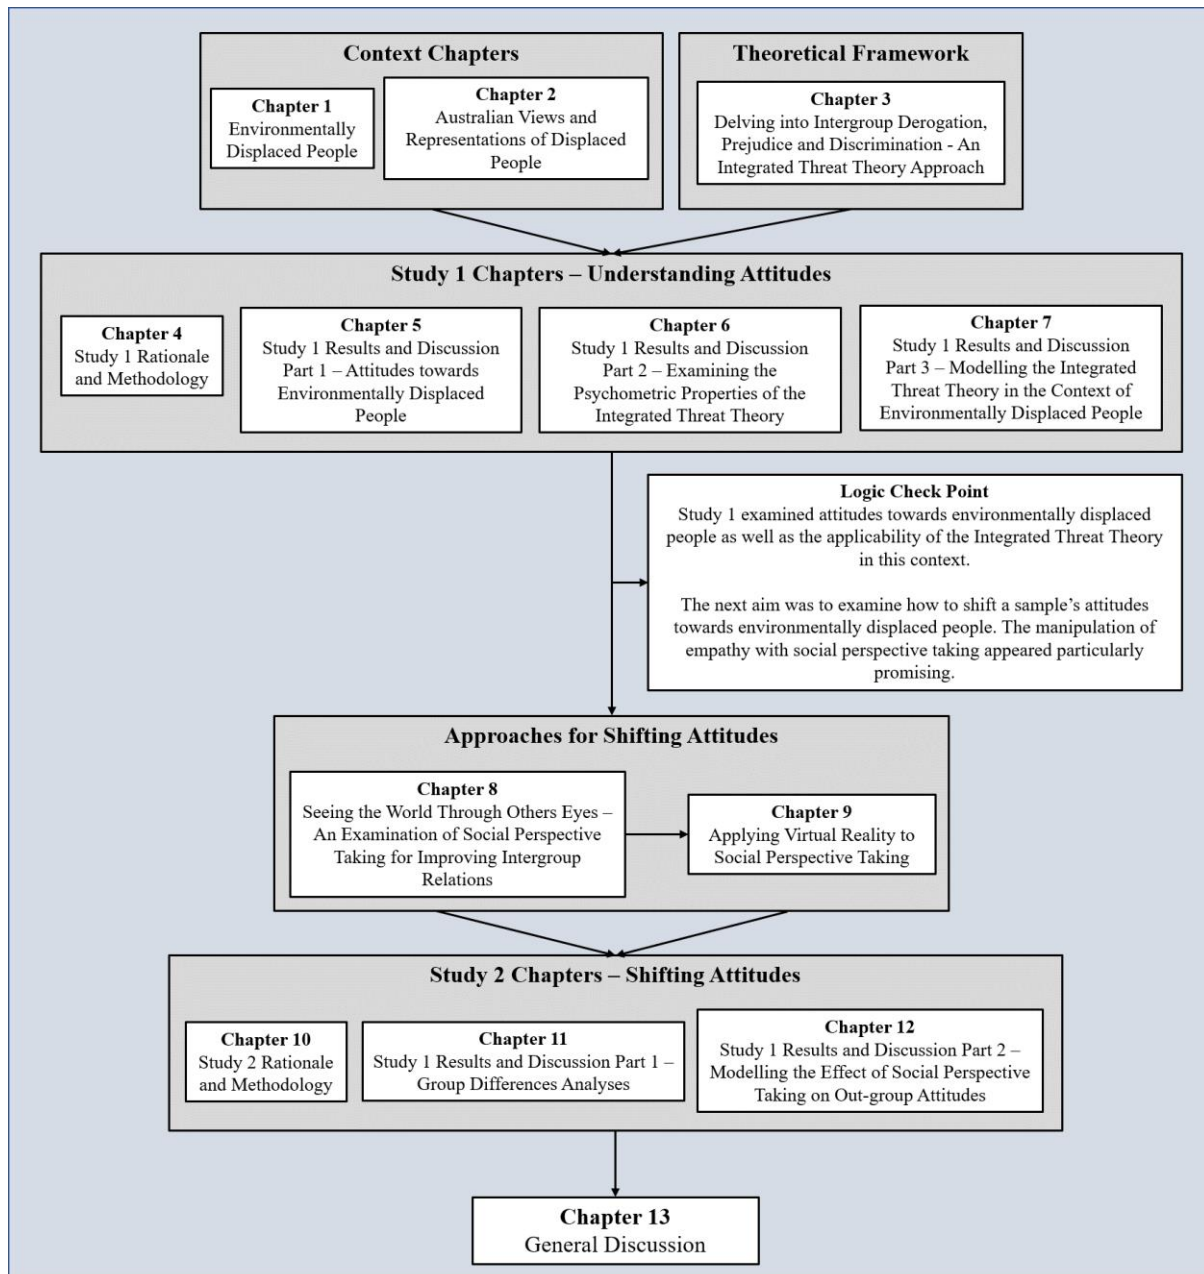 Context Chapters
Chapter 1
Environmentally
Displaced People
Chapter 2
Australian Views and
Representations of Displaced
People
Theoretical Framework
Chapter 3
Delving into Intergroup Derogation,
Prejudice and Discrimination - An
Integrated Threat Theory Approach
Study 1 Chapters – Understanding Attitudes
Chapter 4
Study 1 Rationale
and Methodology
Chapter 5
Study 1 Results and Discussion
Part 1 – Attitudes towards
Environmentally Displaced
People
Chapter 6
Study 1 Results and Discussion
Part 2 – Examining the
Psychometric Properties of the
Integrated Threat Theory
Chapter 7
Study 1 Results and Discussion
Part 3 – Modelling the Integrated
Threat Theory in the Context of
Environmentally Displaced People
Logic Check Point
Study 1 examined attitudes towards environmentally displaced
people as well as the applicability of the Integrated Threat Theory
in this context.
The next aim was to examine how to shift a sample’s attitudes
towards environmentally displaced people. The manipulation of
empathy with social perspective taking appeared particularly
promising.
Approaches for Shifting Attitudes
Chapter 8
Seeing the World Through Others Eyes –
An Examination of Social Perspective
Taking for Improving Intergroup
Relations
Chapter 9
Applying Virtual Reality to
Social Perspective Taking
Study 2 Chapters – Shifting Attitudes
Chapter 10
Study 2 Rationale
and Methodology
Chapter 11
Study 1 Results and Discussion Part 1 –
Group Differences Analyses
Chapter 12
Study 1 Results and Discussion Part 2 –
Modelling the Effect of Social Perspective
Taking on Out-group Attitudes
Chapter 13
General Discussion